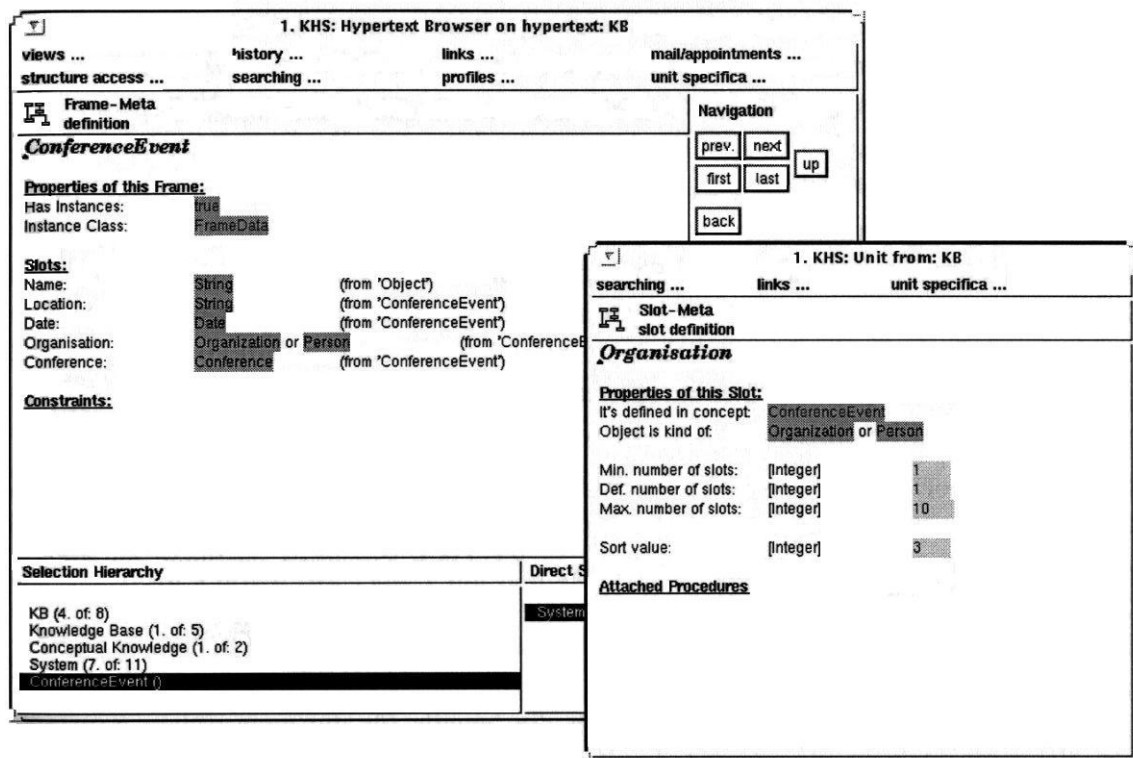 1. KHS: Hypertext Browser on hypertext: KB
views ... history ... links ... mail/appointments ...
structure access ... searching ... profiles ... unit specifica ...
Frame-Meta
definition
Navigation
ConferenceEvent
prev. next
up
first last
back
Properties of this Frame:
Has Instances: true
Instance Class: FrameData
Slots:
Name: String (from 'Object')
Location: String (from 'ConferenceEvent')
Date: Date (from 'ConferenceEvent')
Organisation: Organization or Person (from 'ConferenceE
Conference: Conference (from 'ConferenceEvent')
Constraints:
Selection Hierarchy
Direct S
KB (4. of: 8)
Knowledge Base (1. of: 5)
Conceptual Knowledge (1. of: 2)
System (7. of: 11)
ConferenceEvent ()
System
1. KHS: Unit from: KB
searching ... links ... unit specifica ...
Slot-Meta
slot definition
Organisation
Properties of this Slot:
It's defined in concept: ConferenceEvent
Object is kind of: Organization or Person
Min. number of slots: [Integer] 1
Def. number of slots: [Integer] 1
Max. number of slots: [Integer] 10
Sort value: [Integer] 3
Attached Procedures